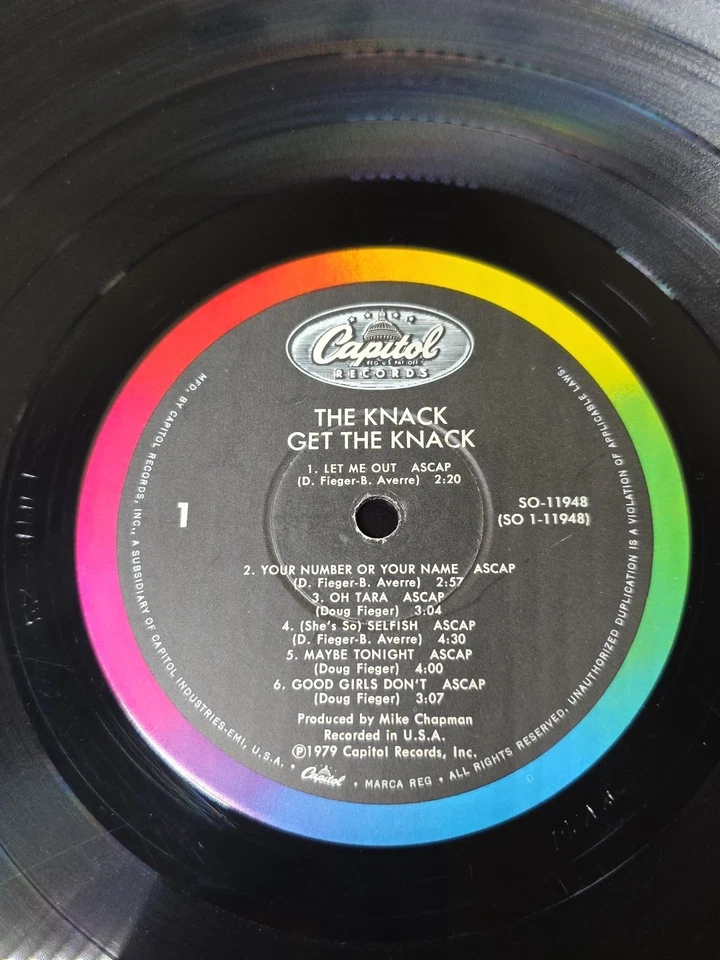 Capitol
REG. U.S. PAT. OFF.
RECORDS
THE KNACK
GET THE KNACK
1. LET ME OUT ASCAP
(D. Fieger-B. Averre) 2:20
1
SO-11948
(SO 1-11948)
2. YOUR NUMBER OR YOUR NAME ASCAP
(D. Fieger-B. Averre) 2:57
3. OH TARA ASCAP
(Doug Fieger) 3:04
4. (She's So) SELFISH ASCAP
(D. Fieger-B. Averre) 4:30
5. MAYBE TONIGHT ASCAP
(Doug Fieger) 4:00
6. GOOD GIRLS DON'T ASCAP
(Doug Fieger) 3:07
Produced by Mike Chapman
Recorded in U.S.A.
Ⓟ1979 Capitol Records, Inc.
MFD. BY CAPITOL RECORDS, INC., A SUBSIDIARY OF CAPITOL INDUSTRIES-EMI, U.S.A. • Capitol • MARCA REG • ALL RIGHTS RESERVED. UNAUTHORIZED DUPLICATION IS A VIOLATION OF APPLICABLE LAWS.